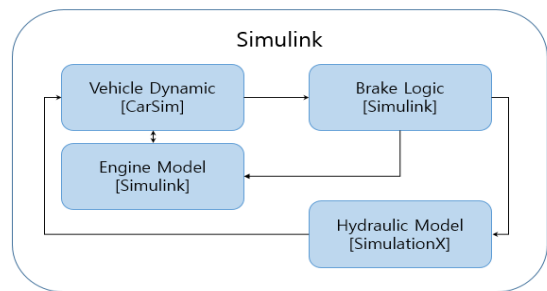 Simulink
Vehicle Dynamic
[CarSim]
Brake Logic
[Simulink]
Engine Model
[Simulink]
Hydraulic Model
[SimulationX]